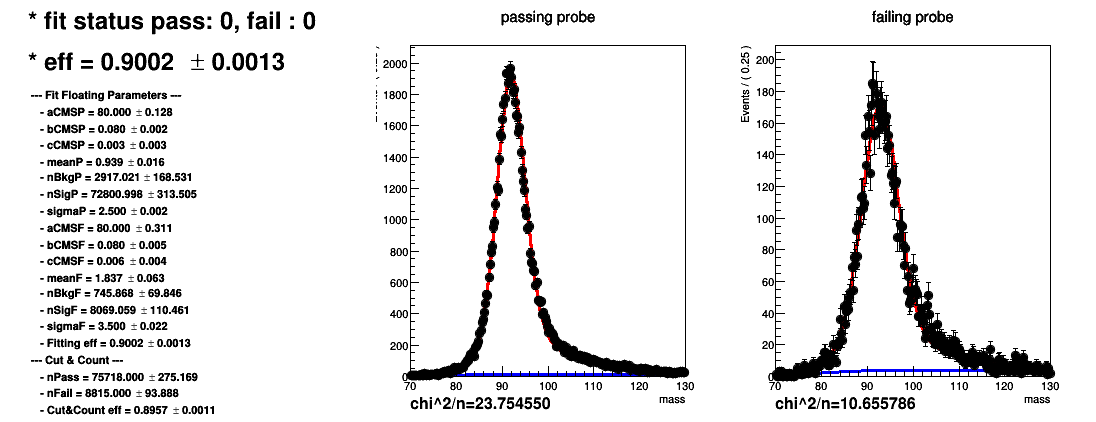 * fit status pass: 0, fail : 0
* eff = 0.9002 ± 0.0013
--- Fit Floating Parameters ---
- aCMSP = 80.000 ± 0.128
- bCMSP = 0.080 ± 0.002
- cCMSP = 0.003 ± 0.003
- meanP = 0.939 ± 0.016
- nBkgP = 2917.021 ± 168.531
- nSigP = 72800.998 ± 313.505
- sigmaP = 2.500 ± 0.002
- aCMSF = 80.000 ± 0.311
- bCMSF = 0.080 ± 0.005
- cCMSF = 0.006 ± 0.004
- meanF = 1.837 ± 0.063
- nBkgF = 745.868 ± 69.846
- nSigF = 8069.059 ± 110.461
- sigmaF = 3.500 ± 0.022
- Fitting eff = 0.9002 ± 0.0013
--- Cut & Count ---
- nPass = 75718.000 ± 275.169
- nFail = 8815.000 ± 93.888
- Cut&Count eff = 0.8957 ± 0.0011
passing probe
2000
1800
1600
1400
1200
1000
800
600
400
200
0
70 80 90 100 110 120 130
mass
chi^2/n=23.754550
failing probe
Events / ( 0.25 )
200
180
160
140
120
100
80
60
40
20
0
70 80 90 100 110 120 130
mass
chi^2/n=10.655786